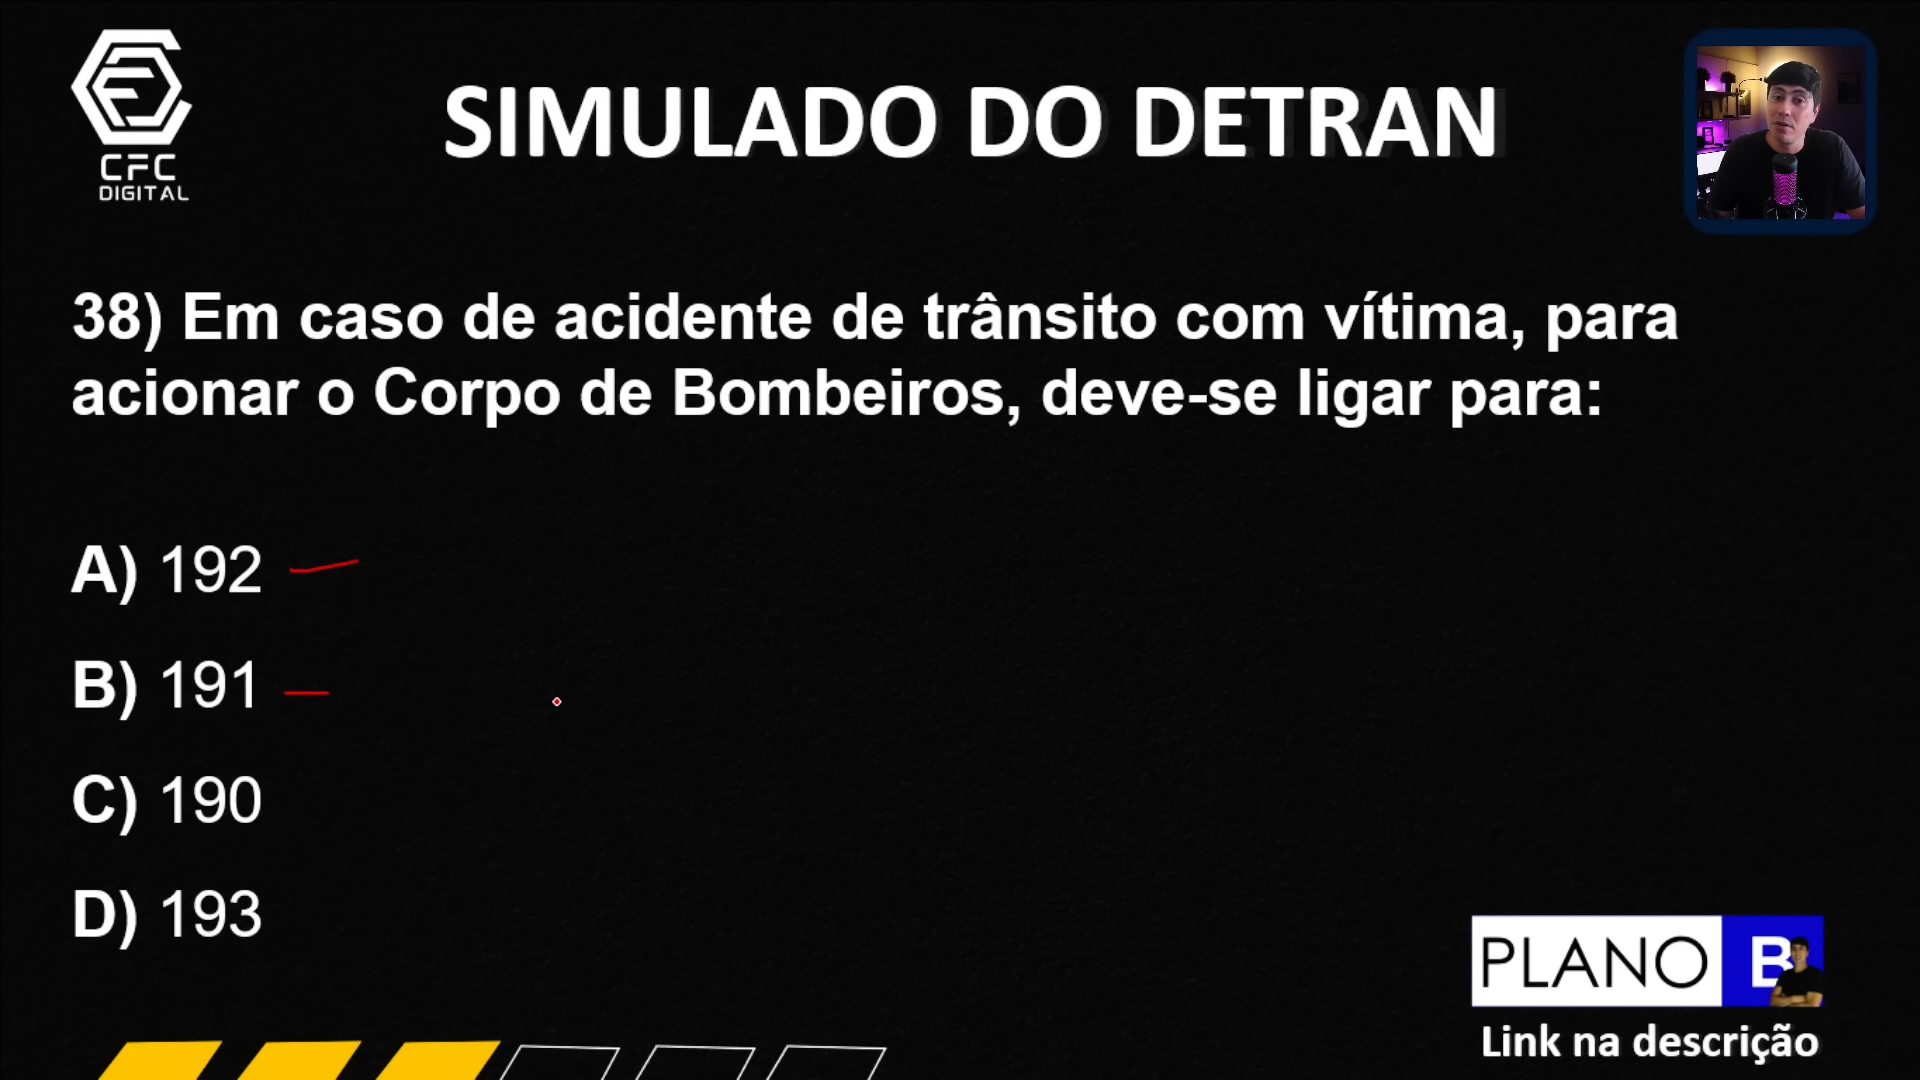 CFC
DIGITAL
SIMULADO DO DETRAN
38) Em caso de acidente de trânsito com vítima, para
acionar o Corpo de Bombeiros, deve-se ligar para:
A) 192
B) 191
C) 190
D) 193
PLANO B
Link na descrição